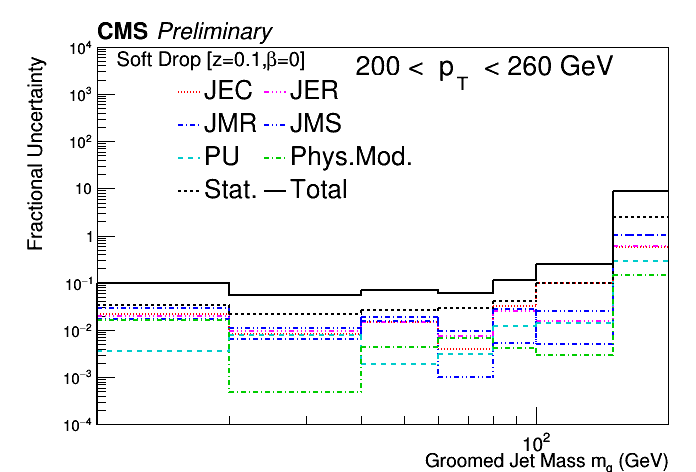 CMS Preliminary
Soft Drop [z=0.1,β=0]
200 < p_T < 260 GeV
JEC JER
JMR JMS
PU Phys.Mod.
Stat. Total
Fractional Uncertainty
10^4
10^3
10^2
10
1
10^−1
10^−2
10^−3
10^−4
10^2
Groomed Jet Mass m_g (GeV)